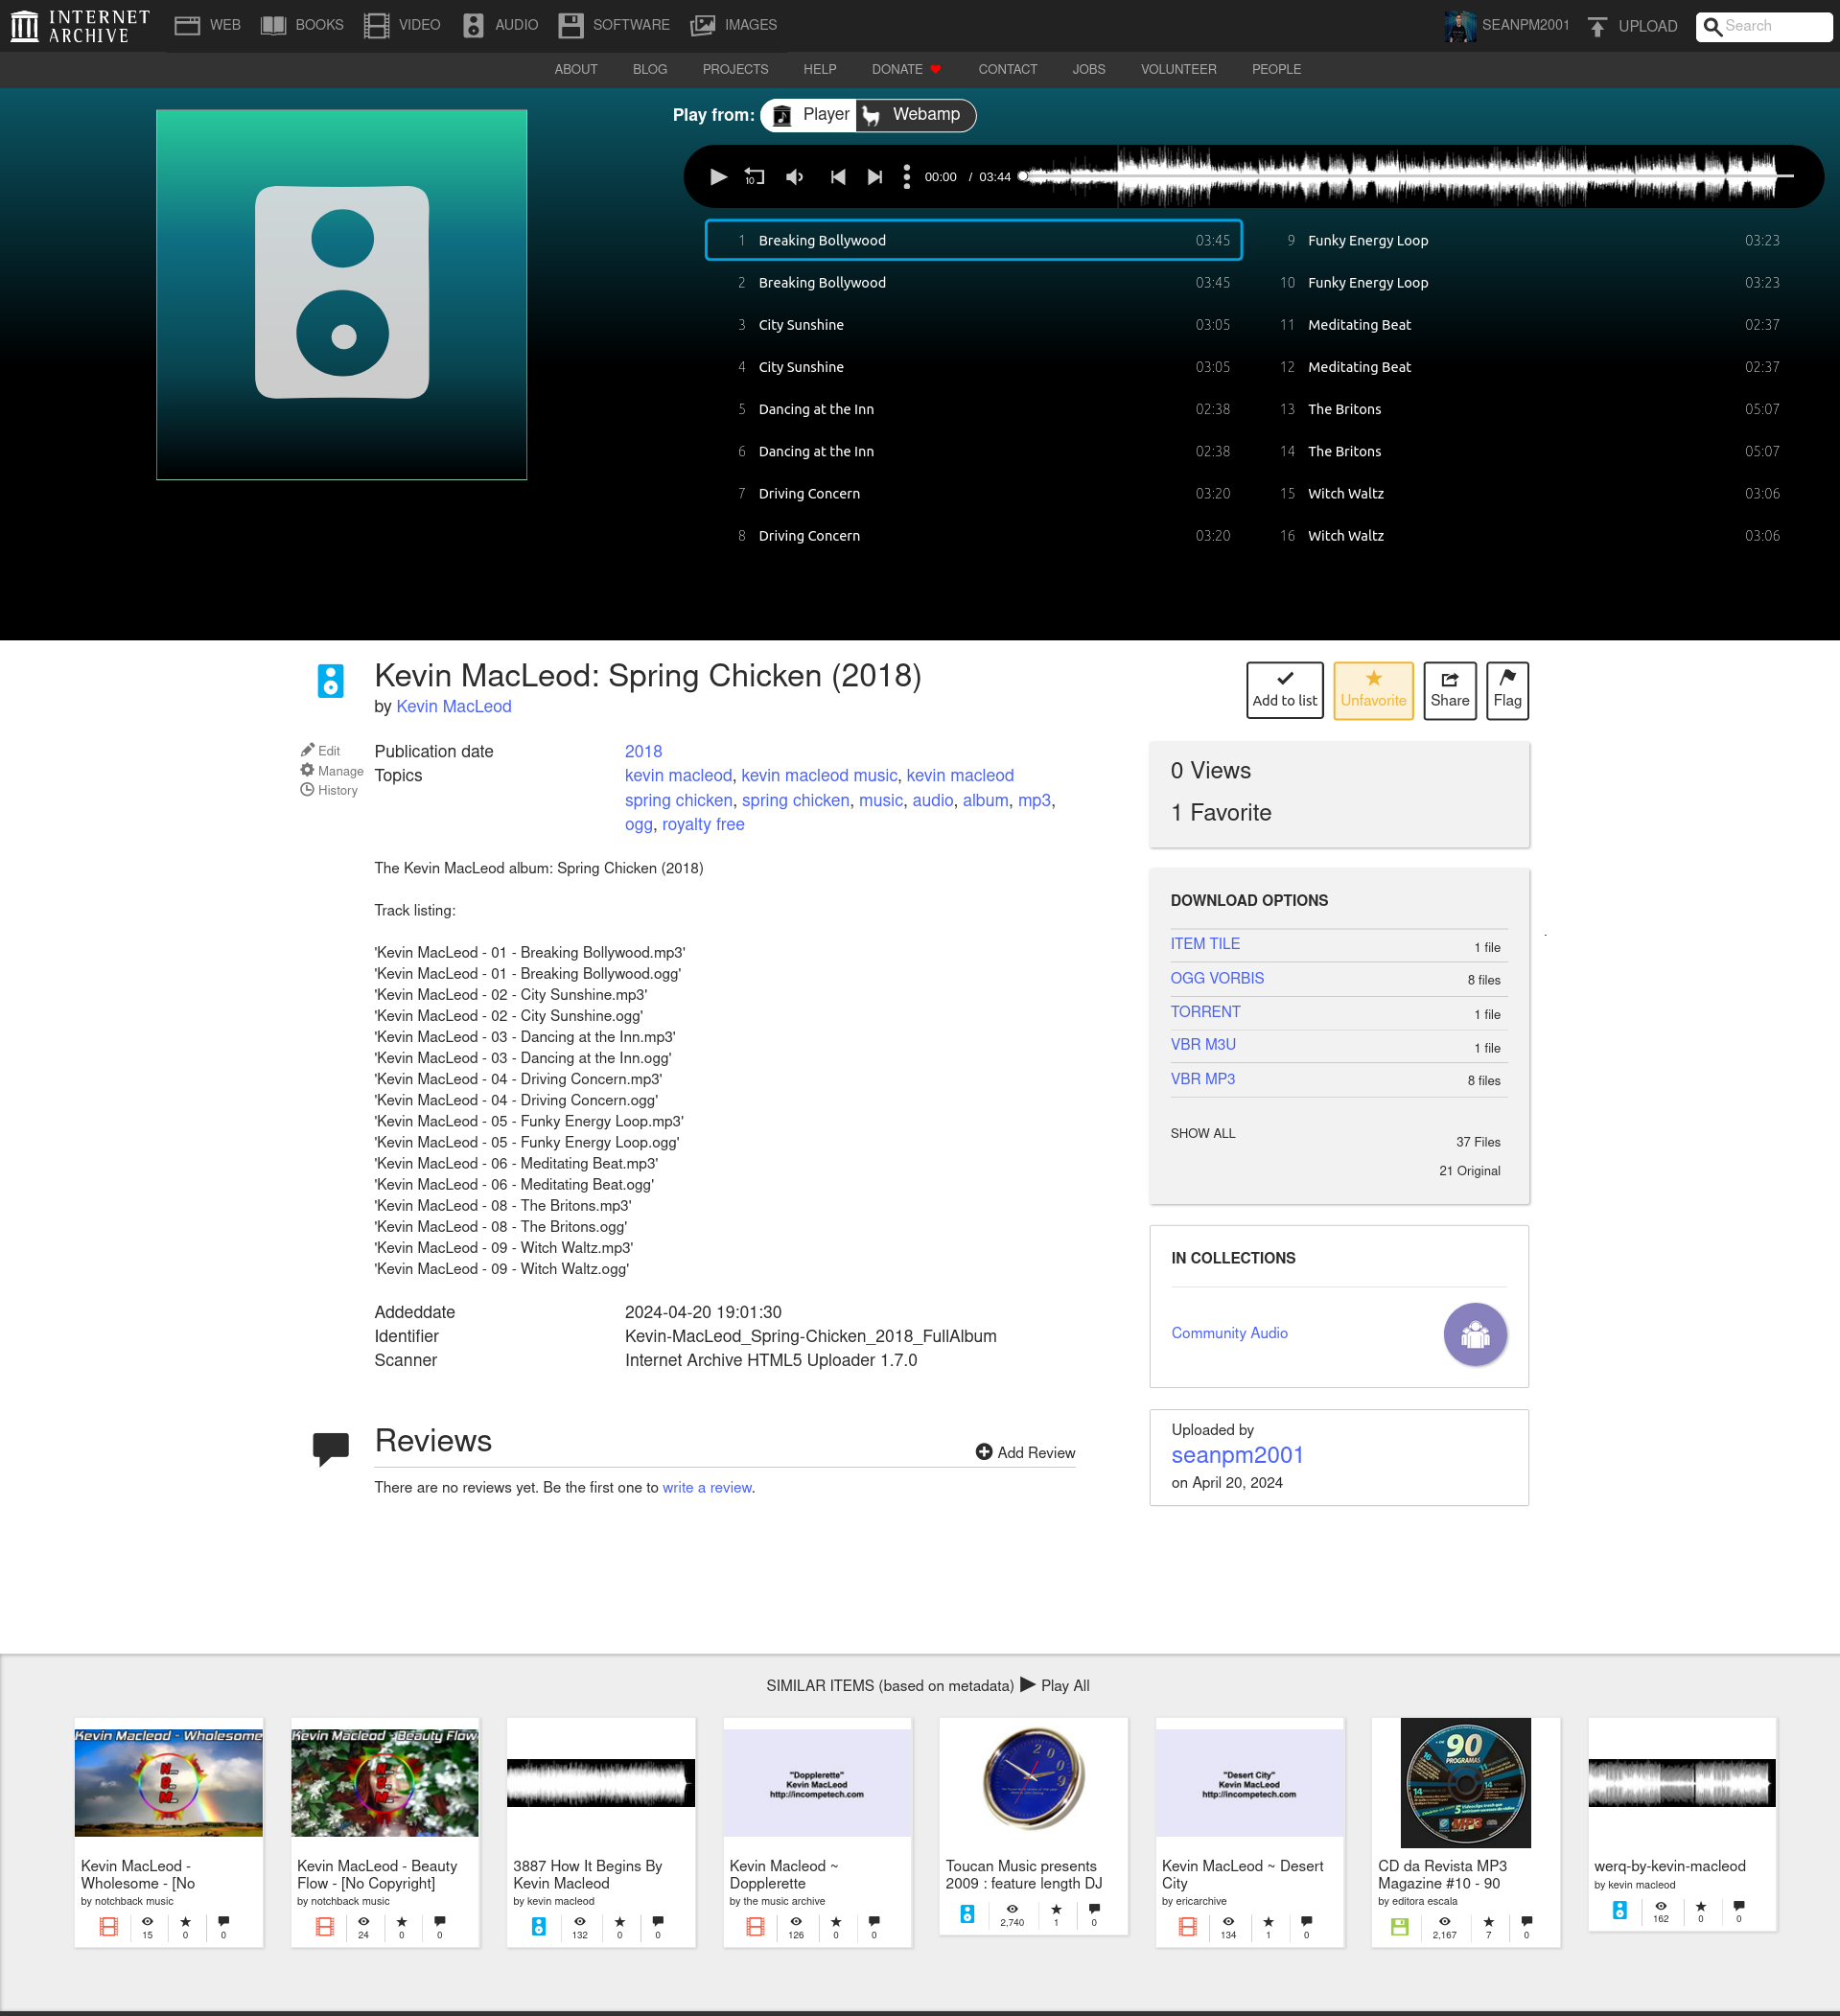 INTERNET ARCHIVE
WEB BOOKS VIDEO AUDIO SOFTWARE IMAGES SEANPM2001 UPLOAD Search
ABOUT BLOG PROJECTS HELP DONATE CONTACT JOBS VOLUNTEER PEOPLE
Play from: Player Webamp
10 00:00 / 03:44
1 Breaking Bollywood 03:45
2 Breaking Bollywood 03:45
3 City Sunshine 03:05
4 City Sunshine 03:05
5 Dancing at the Inn 02:38
6 Dancing at the Inn 02:38
7 Driving Concern 03:20
8 Driving Concern 03:20
9 Funky Energy Loop 03:23
10 Funky Energy Loop 03:23
11 Meditating Beat 02:37
12 Meditating Beat 02:37
13 The Britons 05:07
14 The Britons 05:07
15 Witch Waltz 03:06
16 Witch Waltz 03:06
Kevin MacLeod: Spring Chicken (2018)
by Kevin MacLeod
Add to list Unfavorite Share Flag
Edit
Manage
History
Publication date 2018
Topics kevin macleod, kevin macleod music, kevin macleod
spring chicken, spring chicken, music, audio, album, mp3,
ogg, royalty free
The Kevin MacLeod album: Spring Chicken (2018)
Track listing:
'Kevin MacLeod - 01 - Breaking Bollywood.mp3'
'Kevin MacLeod - 01 - Breaking Bollywood.ogg'
'Kevin MacLeod - 02 - City Sunshine.mp3'
'Kevin MacLeod - 02 - City Sunshine.ogg'
'Kevin MacLeod - 03 - Dancing at the Inn.mp3'
'Kevin MacLeod - 03 - Dancing at the Inn.ogg'
'Kevin MacLeod - 04 - Driving Concern.mp3'
'Kevin MacLeod - 04 - Driving Concern.ogg'
'Kevin MacLeod - 05 - Funky Energy Loop.mp3'
'Kevin MacLeod - 05 - Funky Energy Loop.ogg'
'Kevin MacLeod - 06 - Meditating Beat.mp3'
'Kevin MacLeod - 06 - Meditating Beat.ogg'
'Kevin MacLeod - 08 - The Britons.mp3'
'Kevin MacLeod - 08 - The Britons.ogg'
'Kevin MacLeod - 09 - Witch Waltz.mp3'
'Kevin MacLeod - 09 - Witch Waltz.ogg'
Addeddate 2024-04-20 19:01:30
Identifier Kevin-MacLeod_Spring-Chicken_2018_FullAlbum
Scanner Internet Archive HTML5 Uploader 1.7.0
Reviews
Add Review
There are no reviews yet. Be the first one to write a review.
0 Views
1 Favorite
DOWNLOAD OPTIONS
ITEM TILE 1 file
OGG VORBIS 8 files
TORRENT 1 file
VBR M3U 1 file
VBR MP3 8 files
SHOW ALL 37 Files
21 Original
IN COLLECTIONS
Community Audio
Uploaded by
seanpm2001
on April 20, 2024
SIMILAR ITEMS (based on metadata) Play All
Kevin Macleod - Wholesome
Kevin MacLeod -
Wholesome - [No
by notchback music
15 0 0
Kevin Macleod - Beauty Flow
Kevin MacLeod - Beauty
Flow - [No Copyright]
by notchback music
24 0 0
3887 How It Begins By
Kevin Macleod
by kevin macleod
132 0 0
"Dopplerette"
Kevin MacLeod
http://incompetech.com
Kevin Macleod ~
Dopplerette
by the music archive
126 0 0
2009
Toucan Music presents
2009 : feature length DJ
2,740 1 0
"Desert City"
Kevin MacLeod
http://incompetech.com
Kevin MacLeod ~ Desert
City
by ericarchive
134 1 0
90
PROGRAMAS
MP3
CD da Revista MP3
Magazine #10 - 90
by editora escala
2,167 7 0
werq-by-kevin-macleod
by kevin macleod
162 0 0